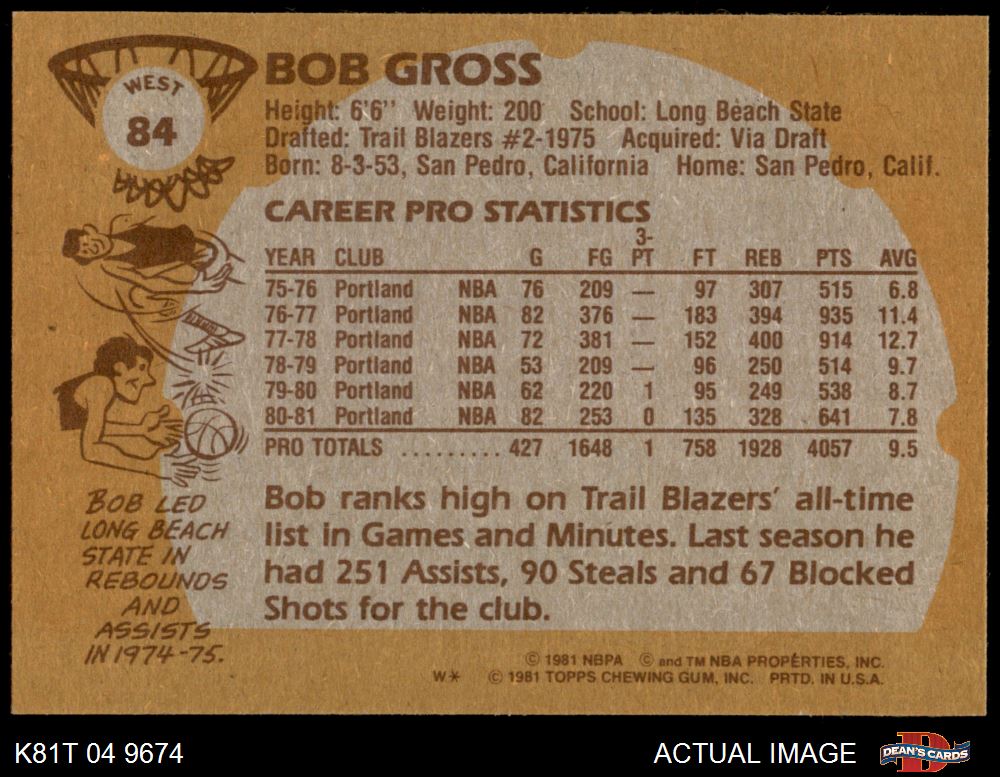 WEST
84
BOB GROSS
Height: 6'6'' Weight: 200 School: Long Beach State
Drafted: Trail Blazers #2-1975 Acquired: Via Draft
Born: 8-3-53, San Pedro, California Home: San Pedro, Calif.
CAREER PRO STATISTICS
YEAR CLUB G FG 3-PT FT REB PTS AVG
75-76 Portland NBA 76 209 — 97 307 515 6.8
76-77 Portland NBA 82 376 — 183 394 935 11.4
77-78 Portland NBA 72 381 — 152 400 914 12.7
78-79 Portland NBA 53 209 — 96 250 514 9.7
79-80 Portland NBA 62 220 1 95 249 538 8.7
80-81 Portland NBA 82 253 0 135 328 641 7.8
PRO TOTALS ......... 427 1648 1 758 1928 4057 9.5
BOB LED
LONG BEACH
STATE IN
REBOUNDS
AND
ASSISTS
IN 1974-75.
Bob ranks high on Trail Blazers' all-time
list in Games and Minutes. Last season he
had 251 Assists, 90 Steals and 67 Blocked
Shots for the club.
© 1981 NBPA © and TM NBA PROPERTIES, INC.
W* © 1981 TOPPS CHEWING GUM, INC. PRTD. IN U.S.A.
K81T 04 9674
ACTUAL IMAGE
D
DEAN'S CARDS